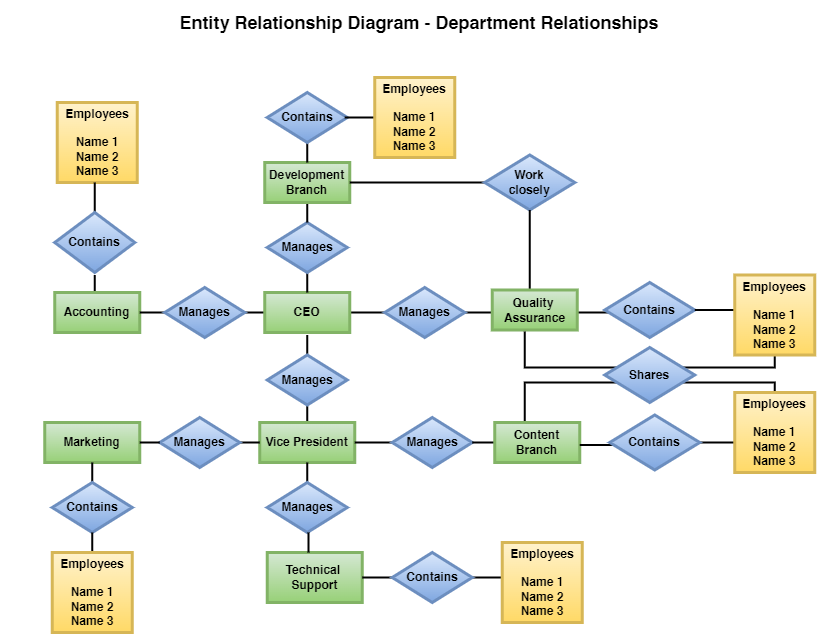 Entity Relationship Diagram - Department Relationships
Employees
Name 1
Name 2
Name 3
Contains
Employees
Name 1
Name 2
Name 3
Development
Branch
Work
closely
Contains
Manages
Accounting
Manages
CEO
Manages
Quality
Assurance
Contains
Employees
Name 1
Name 2
Name 3
Manages
Shares
Marketing
Manages
Vice President
Manages
Content
Branch
Contains
Employees
Name 1
Name 2
Name 3
Contains
Manages
Employees
Name 1
Name 2
Name 3
Technical
Support
Contains
Employees
Name 1
Name 2
Name 3